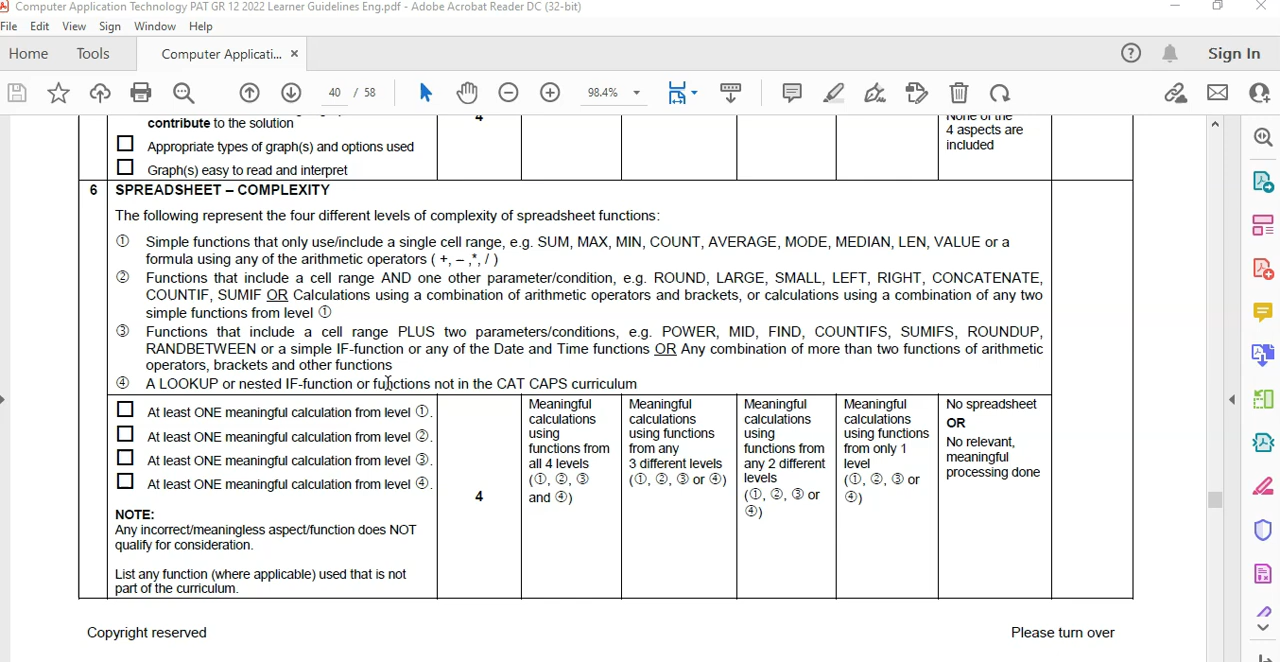 Computer Application Technology PAT GR 12 2022 Learner Guidelines Eng.pdf - Adobe Acrobat Reader DC (32-bit)
File Edit View Sign Window Help
Home Tools Computer Applicati... × Sign In
40 / 58 98.4%
contribute to the solution
4
None of the
4 aspects are
included
Appropriate types of graph(s) and options used
Graph(s) easy to read and interpret
6 SPREADSHEET – COMPLEXITY
The following represent the four different levels of complexity of spreadsheet functions:
① Simple functions that only use/include a single cell range, e.g. SUM, MAX, MIN, COUNT, AVERAGE, MODE, MEDIAN, LEN, VALUE or a
formula using any of the arithmetic operators ( +, – ,*, / )
② Functions that include a cell range AND one other parameter/condition, e.g. ROUND, LARGE, SMALL, LEFT, RIGHT, CONCATENATE,
COUNTIF, SUMIF OR Calculations using a combination of arithmetic operators and brackets, or calculations using a combination of any two
simple functions from level ①
③ Functions that include a cell range PLUS two parameters/conditions, e.g. POWER, MID, FIND, COUNTIFS, SUMIFS, ROUNDUP,
RANDBETWEEN or a simple IF-function or any of the Date and Time functions OR Any combination of more than two functions of arithmetic
operators, brackets and other functions
④ A LOOKUP or nested IF-function or functions not in the CAT CAPS curriculum
At least ONE meaningful calculation from level ①.
At least ONE meaningful calculation from level ②.
At least ONE meaningful calculation from level ③.
At least ONE meaningful calculation from level ④.
NOTE:
Any incorrect/meaningless aspect/function does NOT
qualify for consideration.
List any function (where applicable) used that is not
part of the curriculum.
4
Meaningful
calculations
using
functions from
all 4 levels
(①, ②, ③
and ④)
Meaningful
calculations
using functions
from any
3 different levels
(①, ②, ③ or ④)
Meaningful
calculations
using
functions from
any 2 different
levels
(①, ②, ③ or
④)
Meaningful
calculations
using functions
from only 1
level
(①, ②, ③ or
④)
No spreadsheet
OR
No relevant,
meaningful
processing done
Copyright reserved Please turn over